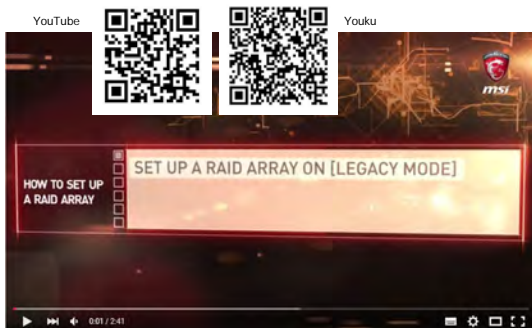 YouTube
Youku
msi
SET UP A RAID ARRAY ON [LEGACY MODE]
HOW TO SET UP
A RAID ARRAY
0:01 / 2:41